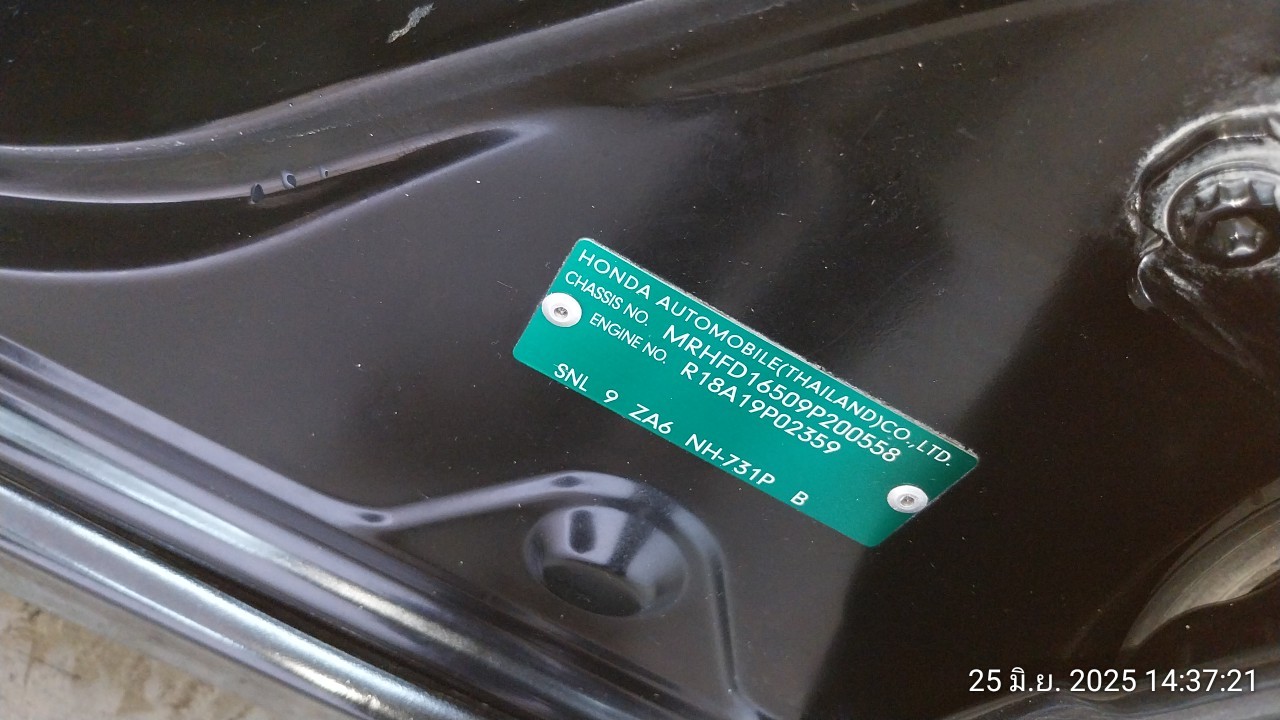 HONDA AUTOMOBILE(THAILAND)CO.,LTD.
CHASSIS NO. MRHFD16509P200558
ENGINE NO. R18A19P02359
SNL 9 ZA6 NH-731P B
25 มิ.ย. 2025 14:37:21